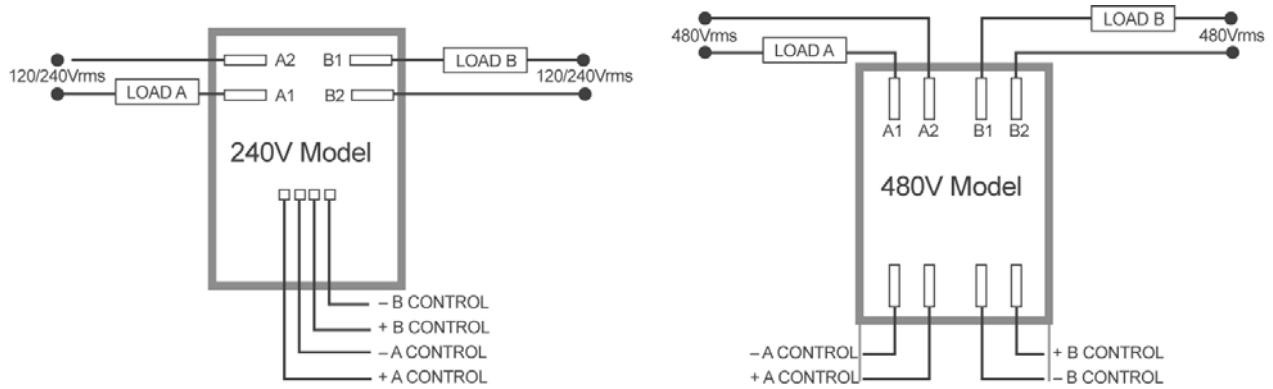 A2 B1 LOAD B
120/240Vrms 120/240Vrms
LOAD A A1 B2
240V Model
– B CONTROL
+ B CONTROL
– A CONTROL
+ A CONTROL
LOAD B
480Vrms 480Vrms
LOAD A
A1 A2 B1 B2
480V Model
– A CONTROL + B CONTROL
+ A CONTROL – B CONTROL